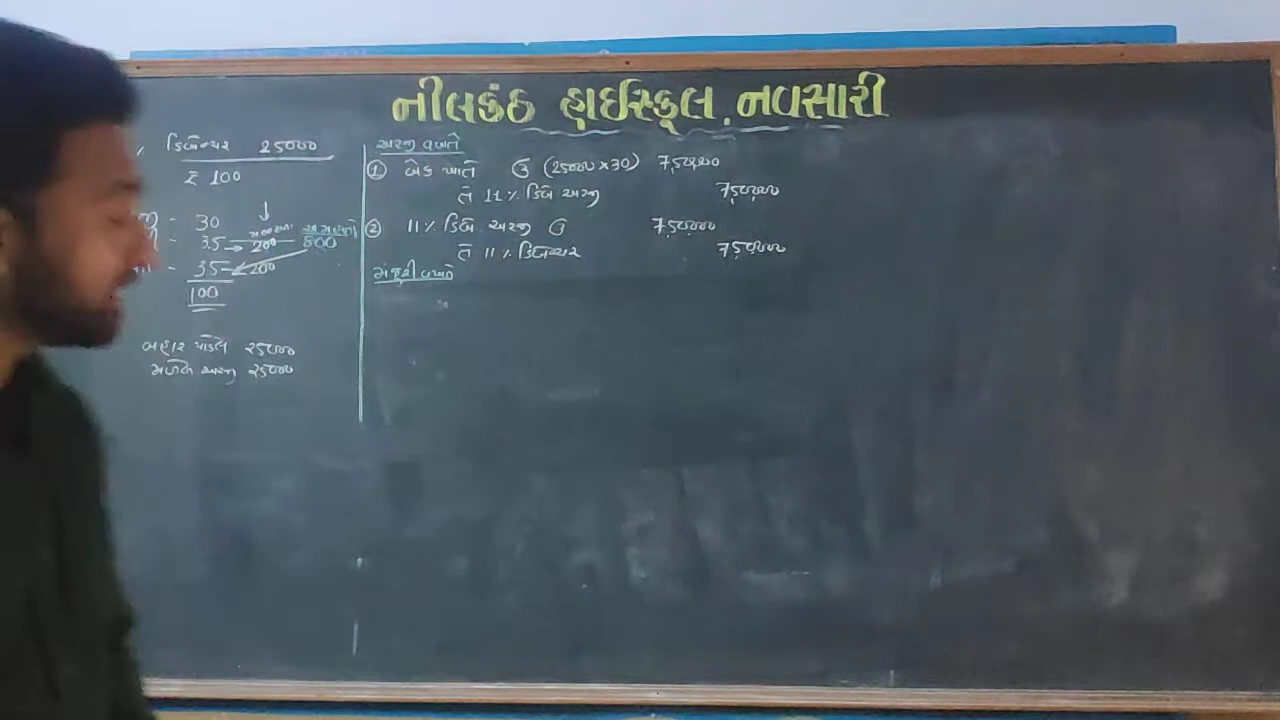 નીલકંઠ હાઇસ્કૂલ, નવસારી
% ડિબેન્ચર 25000
₹ 100
- 30
- 35 → 200 600
- 35 - 200
100
બહાર પાડેલ 25000
મળેલ અરજી 25000
અરજી વખતે
① બેંક ખાતે ઉ (25000 x 30) 7,50,000
તે 11% ડિબે અરજી 7,50,000
② 11% ડિબે. અરજી ઉ 7,50,000
તે 11% ડિબેન્ચર 7,50,000
મંજૂરી વખતે